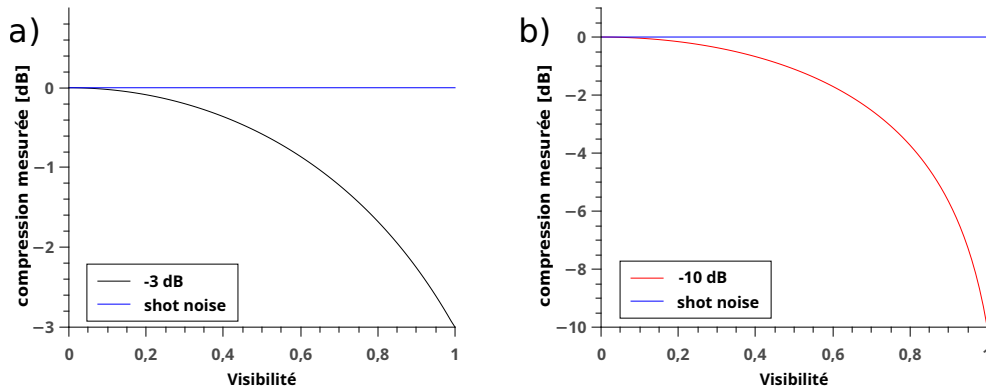 a)
compression mesurée [dB]
0
−1
−2
−3
-3 dB
shot noise
0
0,2
0,4
0,6
0,8
1
Visibilité
b)
compression mesurée [dB]
0
−2
−4
−6
−8
−10
-10 dB
shot noise
0
0,2
0,4
0,6
0,8
1
Visibilité